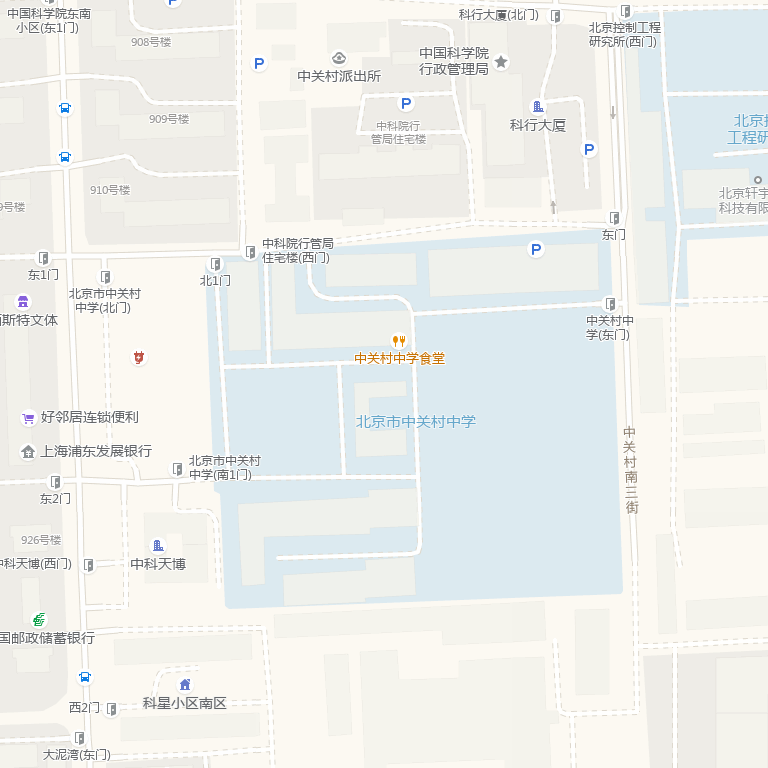 中国科学院东南
小区(东1门)
908号楼
P
P
中关村派出所
中国科学院
行政管理局
科行大厦(北门)
北京控制工程
研究所(西门)
P
909号楼
中科院行
管局住宅楼
科行大厦
P
北京
工程研
910号楼
北京轩宇
科技有限
9号楼
东门
中科院行管局
住宅楼(西门)
P
东1门
北1门
北京市中关村
中学(北门)
斯特文体
中关村中
学(东门)
中关村中学食堂
好邻居连锁便利
北京市中关村中学
上海浦东发展银行
北京市中关村
中学(南1门)
中关村南三街
东2门
926号楼
中科天博(西门)
中科天博
国邮政储蓄银行
科星小区南区
西2门
大泥湾(东门)